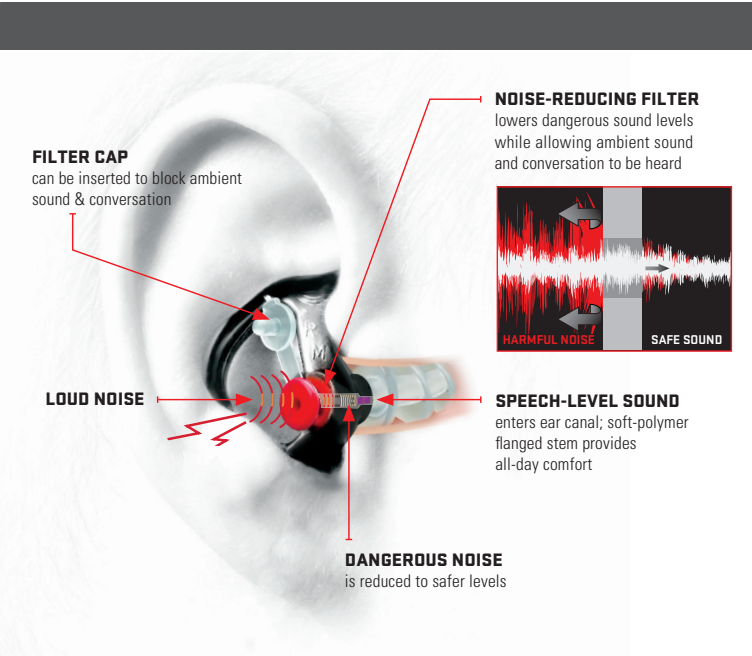 NOISE-REDUCING FILTER
lowers dangerous sound levels
while allowing ambient sound
and conversation to be heard
FILTER CAP
can be inserted to block ambient
sound & conversation
HARMFUL NOISE
SAFE SOUND
R
M
LOUD NOISE
SPEECH-LEVEL SOUND
enters ear canal; soft-polymer
flanged stem provides
all-day comfort
DANGEROUS NOISE
is reduced to safer levels